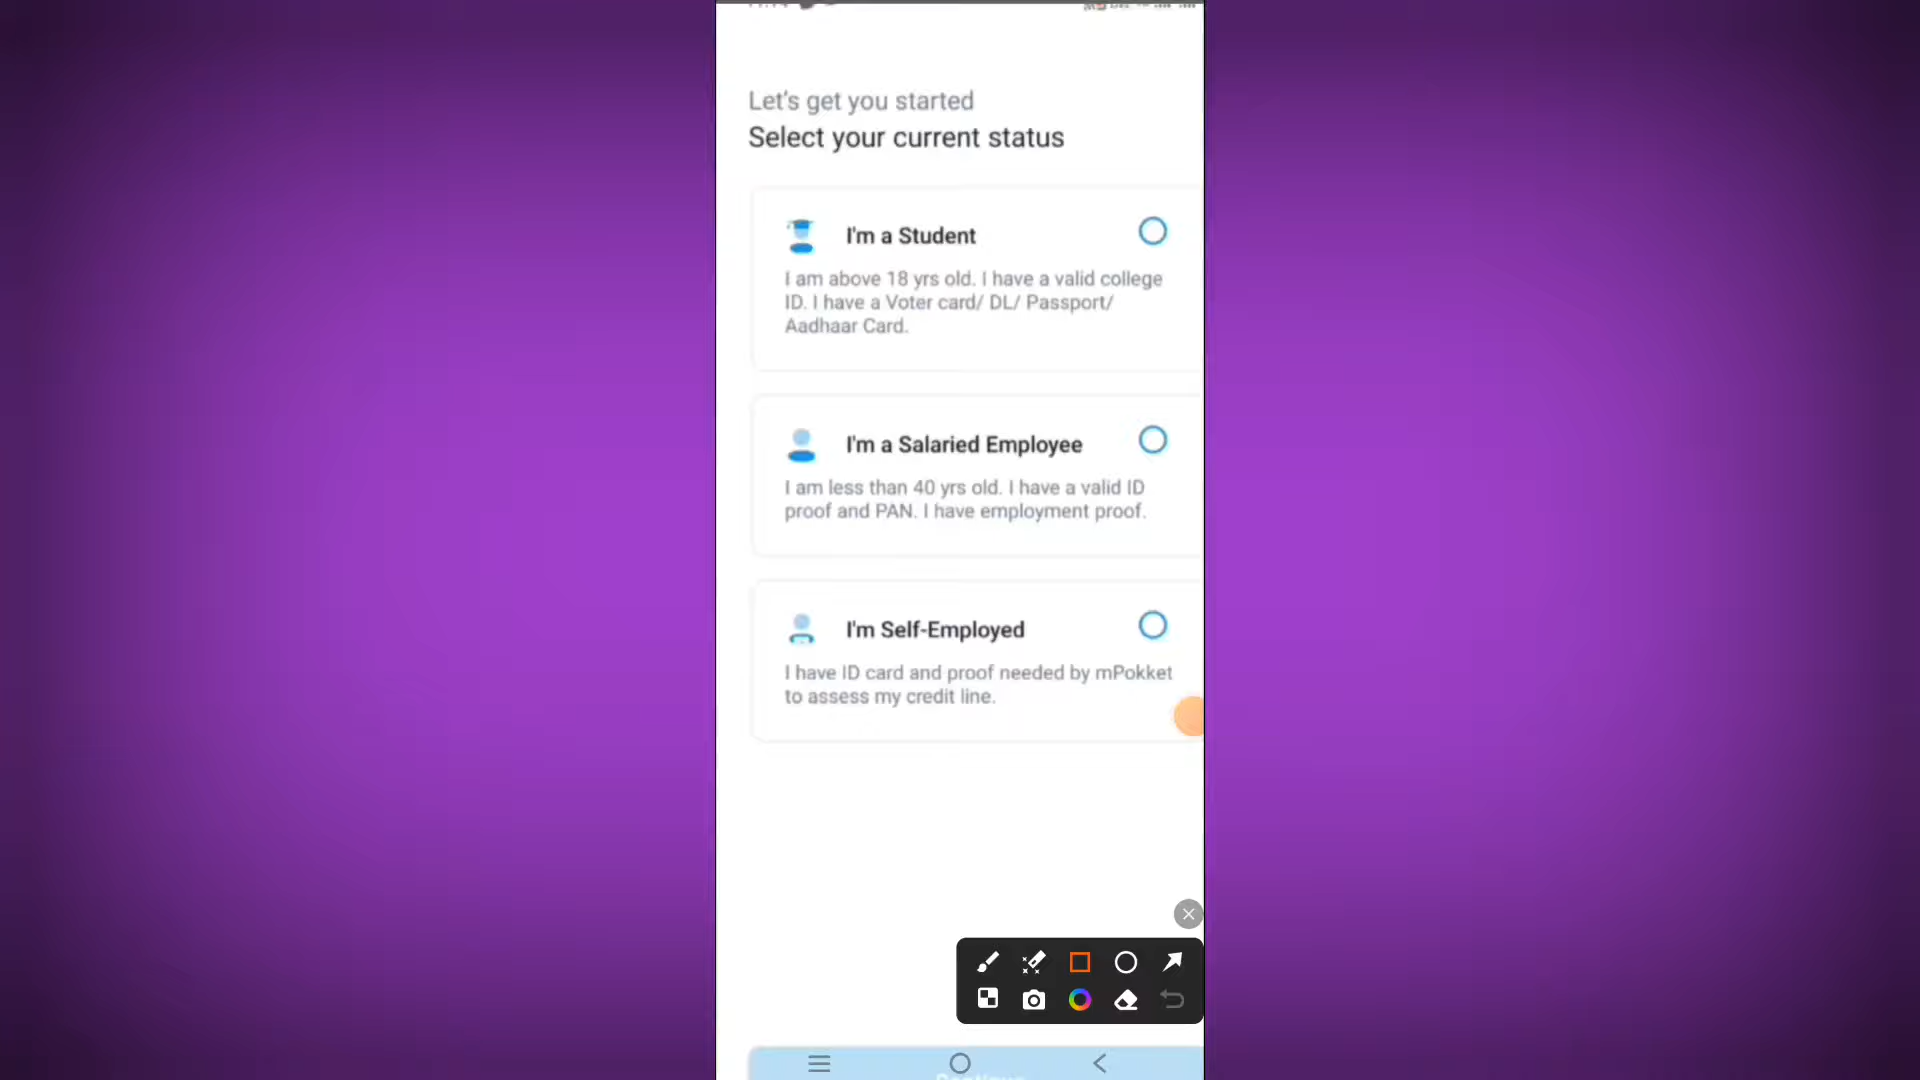 Let's get you started
Select your current status
I'm a Student
I am above 18 yrs old. I have a valid college
ID. I have a Voter card/ DL/ Passport/
Aadhaar Card.
I'm a Salaried Employee
I am less than 40 yrs old. I have a valid ID
proof and PAN. I have employment proof.
I'm Self-Employed
I have ID card and proof needed by mPokket
to assess my credit line.